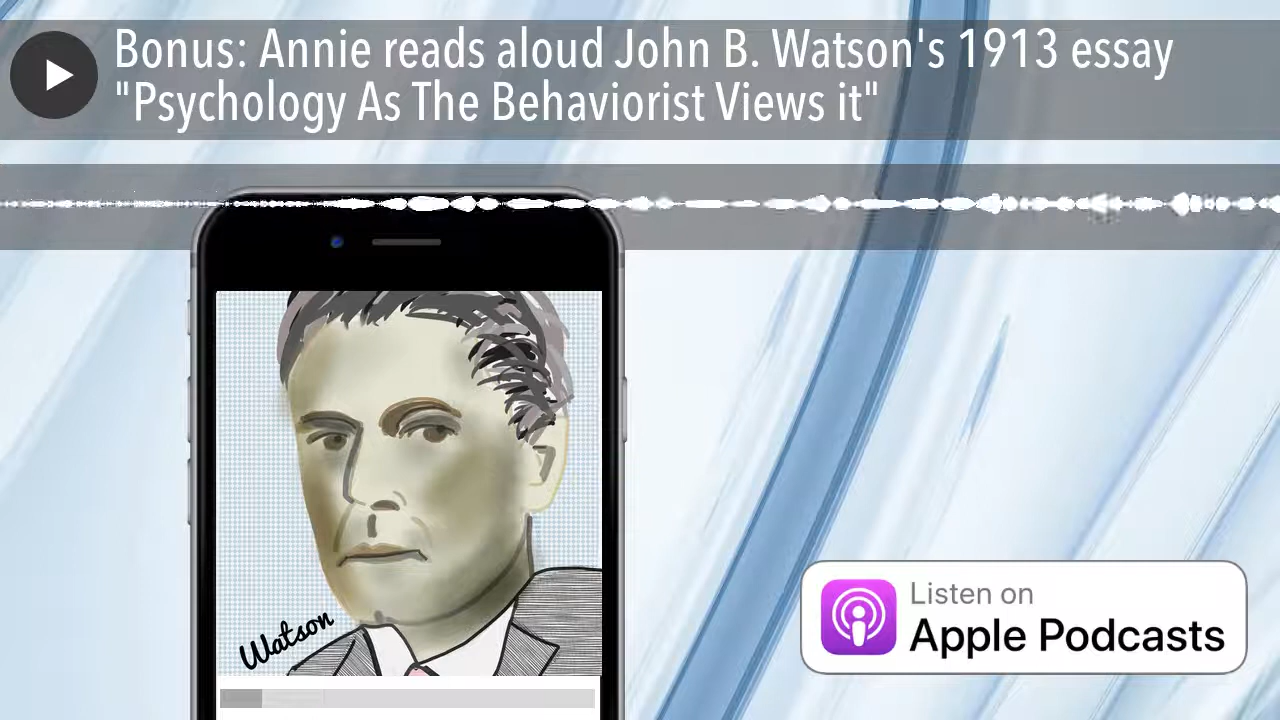 Bonus: Annie reads aloud John B. Watson's 1913 essay
"Psychology As The Behaviorist Views it"
Watson
Listen on
Apple Podcasts